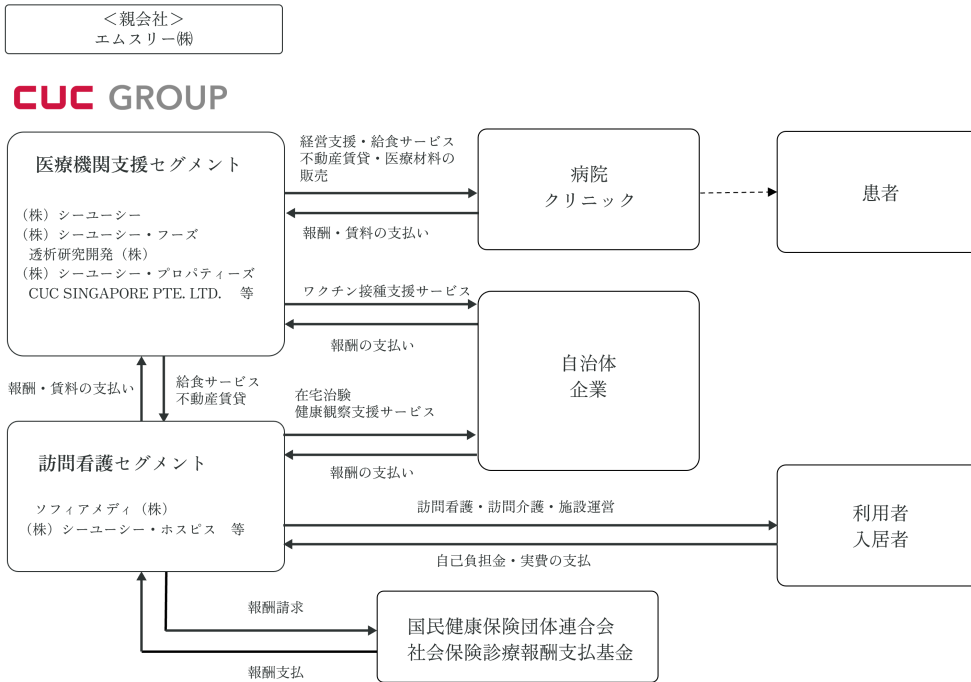 ＜親会社＞
エムスリー㈱
CUC GROUP
医療機関支援セグメント
（株）シーユーシー
（株）シーユーシー・フーズ
透析研究開発（株）
（株）シーユーシー・プロパティーズ
CUC SINGAPORE PTE. LTD.　等
経営支援・給食サービス
不動産賃貸・医療材料の
販売
報酬・賃料の支払い
病院
クリニック
患者
ワクチン接種支援サービス
報酬の支払い
自治体
企業
報酬・賃料の支払い
給食サービス
不動産賃貸
在宅治験
健康観察支援サービス
報酬の支払い
訪問看護セグメント
ソフィアメディ（株）
（株）シーユーシー・ホスピス　等
訪問看護・訪問介護・施設運営
自己負担金・実費の支払
利用者
入居者
報酬請求
報酬支払
国民健康保険団体連合会
社会保険診療報酬支払基金